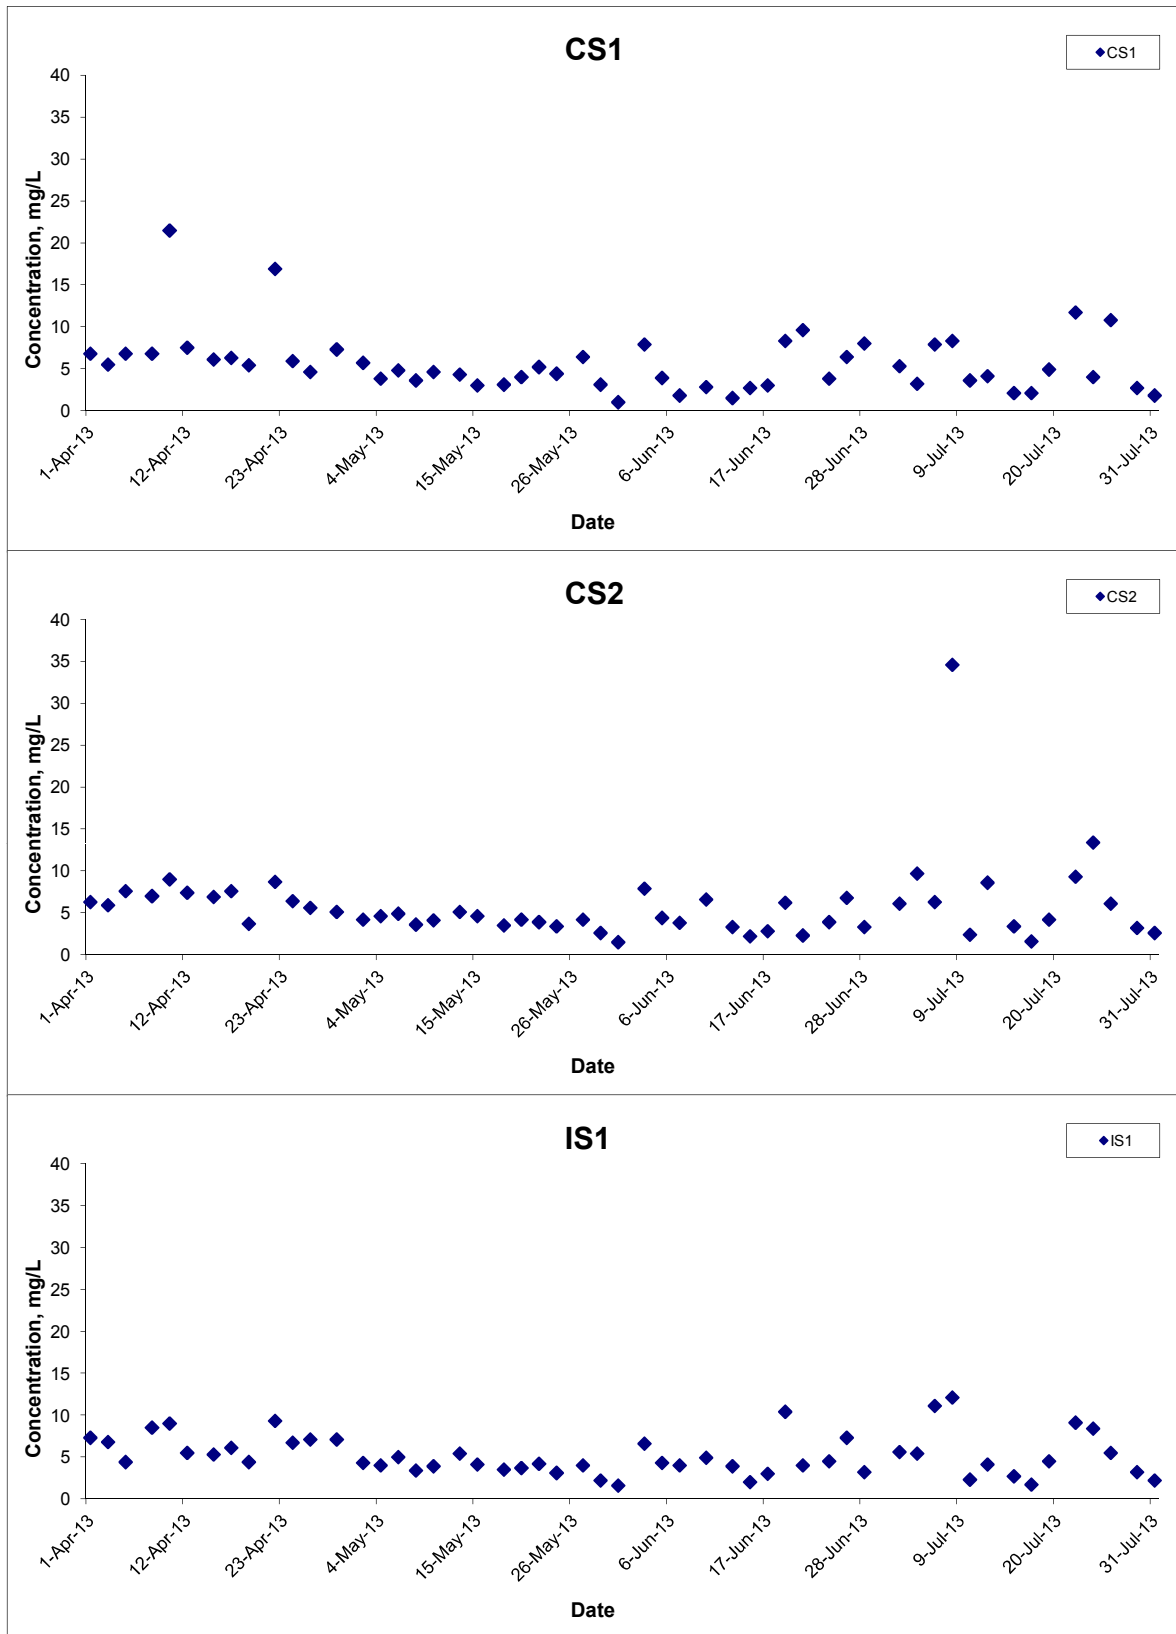 CS1
CS1
40
35
30
25
20
15
10
5
0
Concentration, mg/L
1-Apr-13
12-Apr-13
23-Apr-13
4-May-13
15-May-13
26-May-13
6-Jun-13
17-Jun-13
28-Jun-13
9-Jul-13
20-Jul-13
31-Jul-13
Date
CS2
CS2
40
35
30
25
20
15
10
5
0
Concentration, mg/L
1-Apr-13
12-Apr-13
23-Apr-13
4-May-13
15-May-13
26-May-13
6-Jun-13
17-Jun-13
28-Jun-13
9-Jul-13
20-Jul-13
31-Jul-13
Date
IS1
IS1
40
35
30
25
20
15
10
5
0
Concentration, mg/L
1-Apr-13
12-Apr-13
23-Apr-13
4-May-13
15-May-13
26-May-13
6-Jun-13
17-Jun-13
28-Jun-13
9-Jul-13
20-Jul-13
31-Jul-13
Date